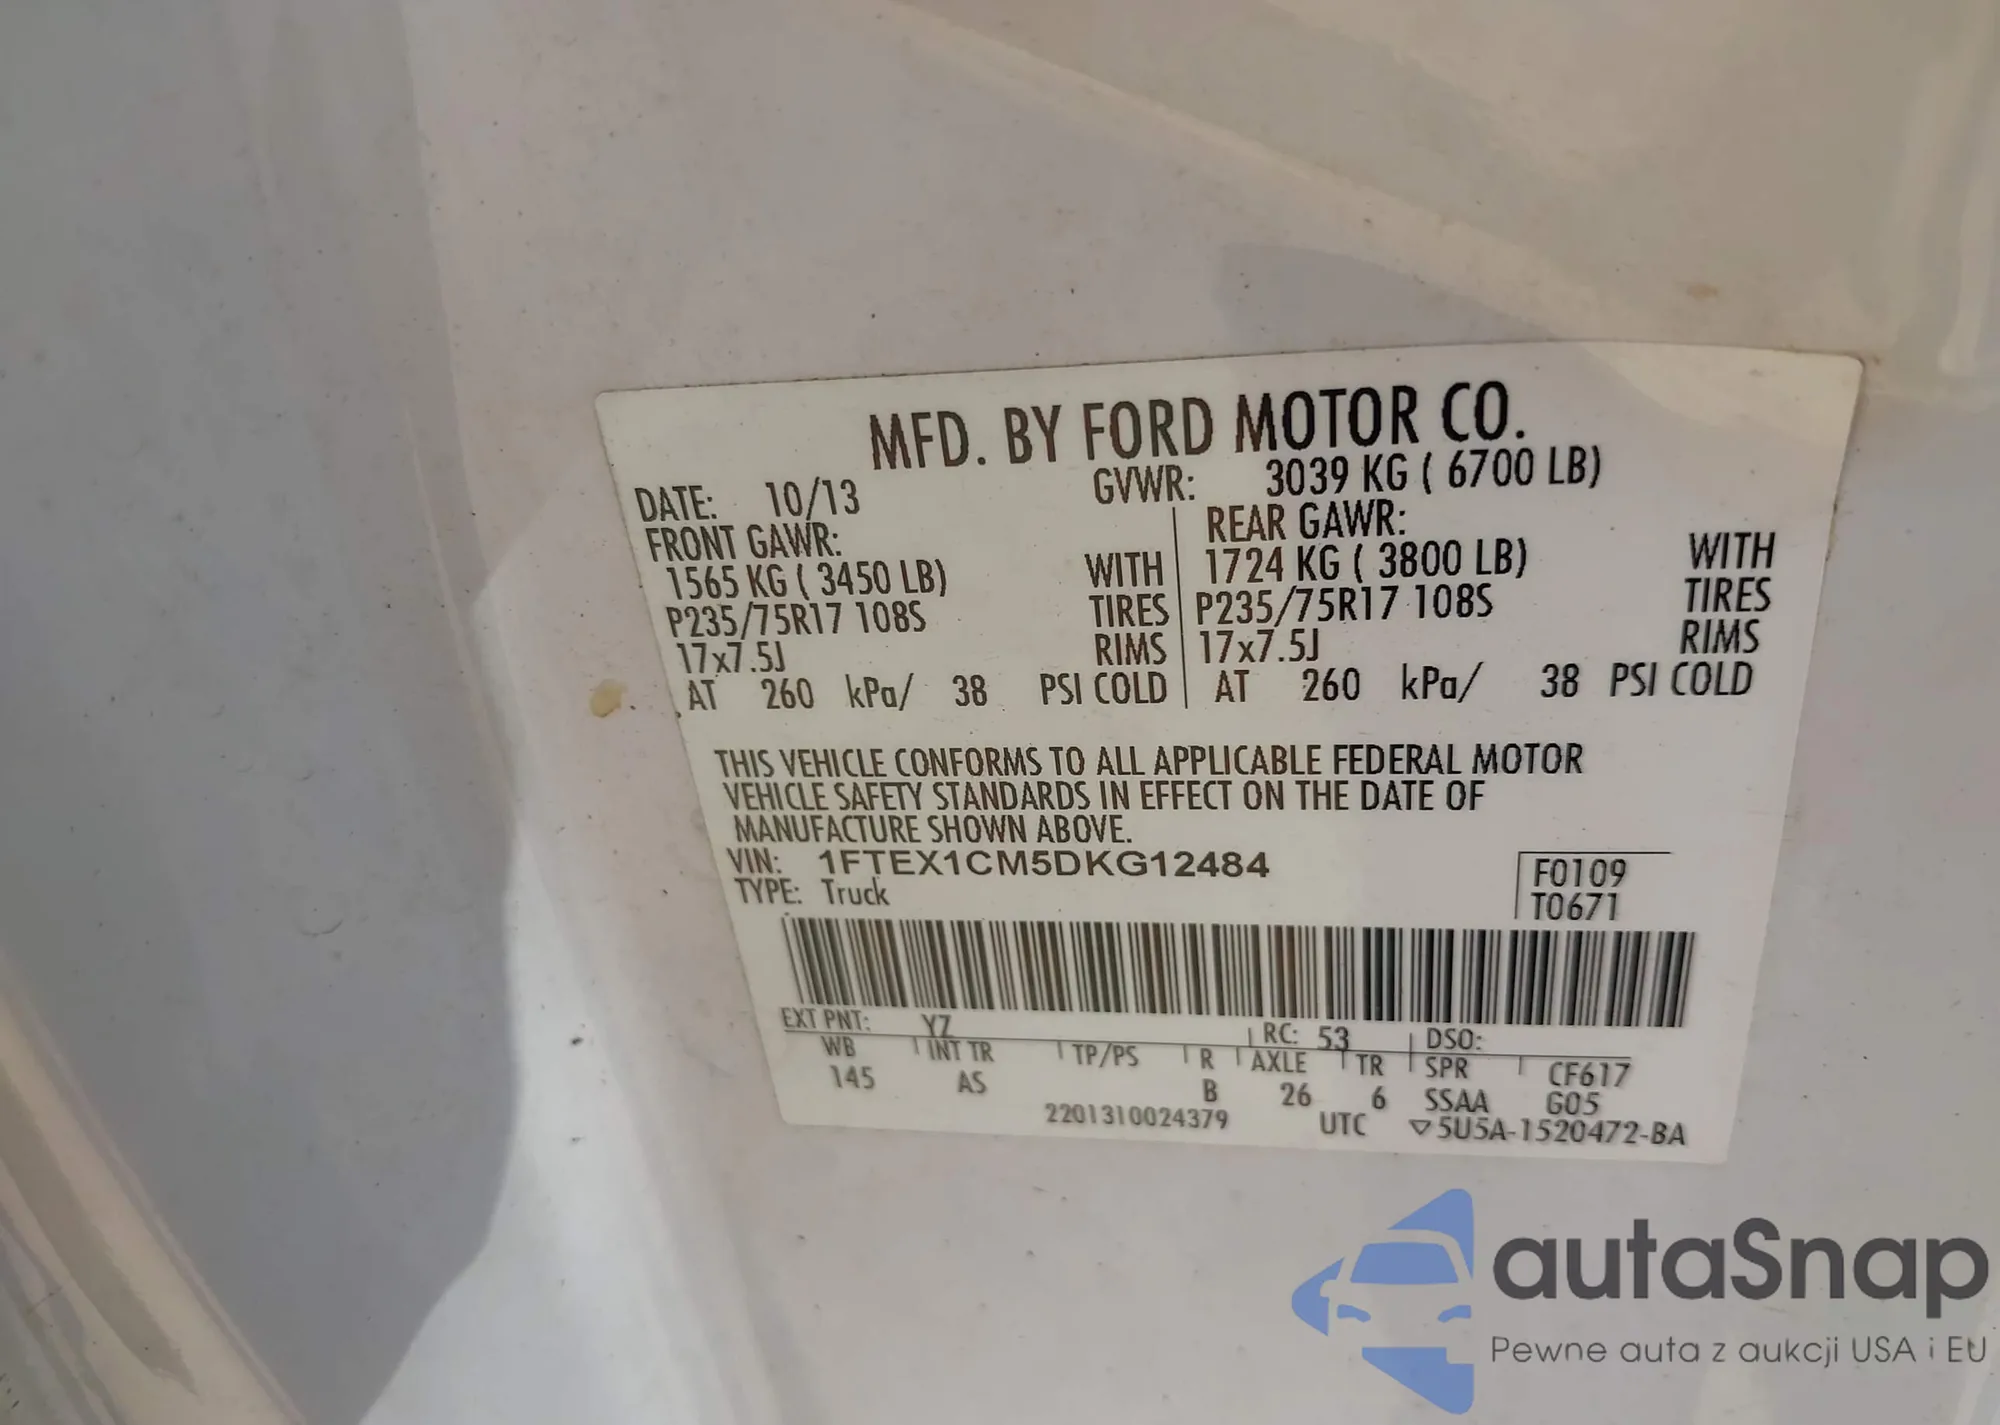 MFD. BY FORD MOTOR CO.
DATE: 10/13 GVWR: 3039 KG ( 6700 LB)
FRONT GAWR: REAR GAWR:
1565 KG ( 3450 LB) WITH 1724 KG ( 3800 LB) WITH
P235/75R17 108S TIRES P235/75R17 108S TIRES
17x7.5J RIMS 17x7.5J RIMS
AT 260 kPa/ 38 PSI COLD AT 260 kPa/ 38 PSI COLD
THIS VEHICLE CONFORMS TO ALL APPLICABLE FEDERAL MOTOR
VEHICLE SAFETY STANDARDS IN EFFECT ON THE DATE OF
MANUFACTURE SHOWN ABOVE.
VIN: 1FTEX1CM5DKG12484 F0109
TYPE: Truck T0671
EXT PNT: YZ RC: 53 DSO:
WB INT TR TP/PS R AXLE TR SPR CF617
145 AS B 26 6 SSAA G05
2201310024379 UTC ▽5U5A-1520472-BA
autaSnap
Pewne auta z aukcji USA i EU